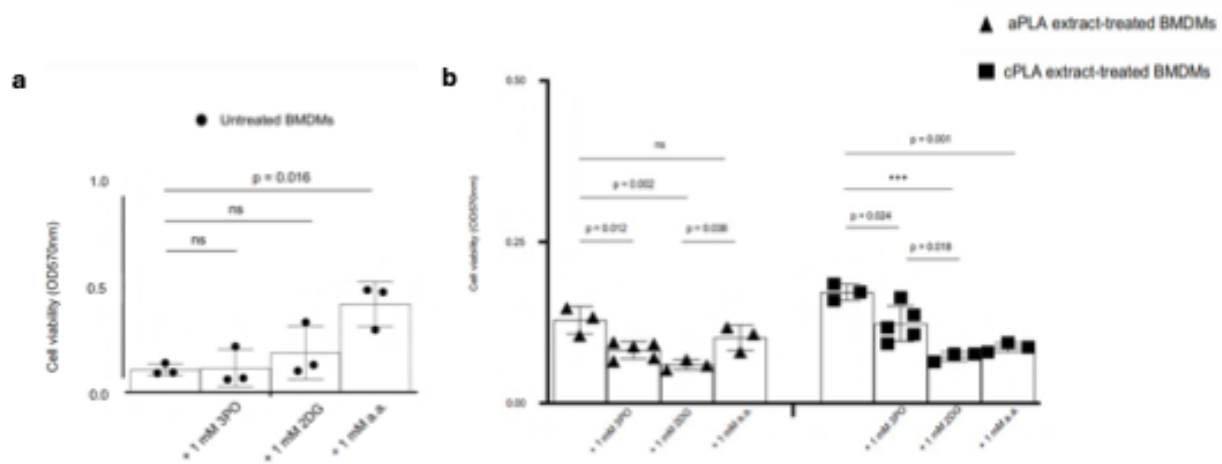 aPLA extract-treated BMDMs
cPLA extract-treated BMDMs
a
Untreated BMDMs
p = 0.016
ns
ns
1.0
0.5
0.0
Cell viability (OD570nm)
+ 1 mM 3PO
+ 1 mM 2DG
+ 1 mM a.a.
b
0.50
0.25
0.00
Cell viability (OD570nm)
ns
p = 0.002
p = 0.012
p = 0.038
p = 0.001
***
p = 0.024
p = 0.018
+ 1 mM 3PO
+ 1 mM 2DG
+ 1 mM a.a.
+ 1 mM 3PO
+ 1 mM 2DG
+ 1 mM a.a.